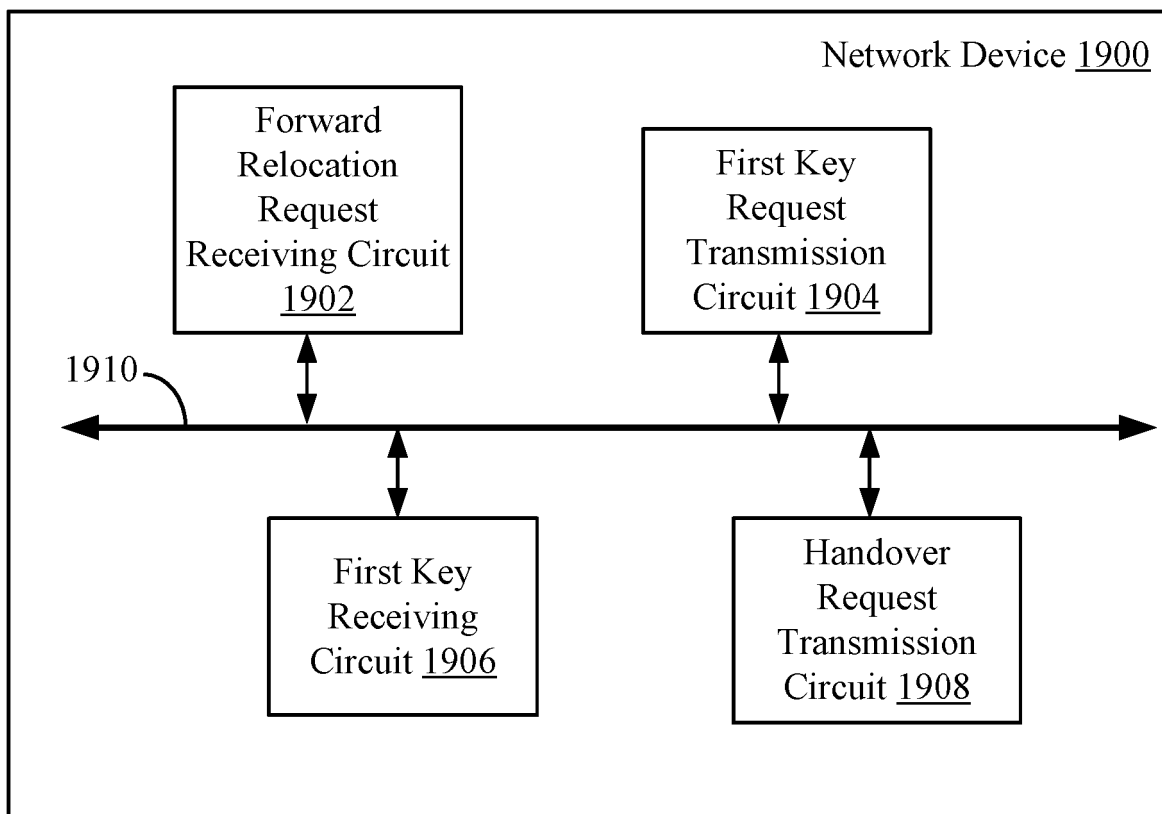 Network Device 1900
Forward
Relocation
Request
Receiving Circuit
1902
First Key
Request
Transmission
Circuit 1904
1910
First Key
Receiving
Circuit 1906
Handover
Request
Transmission
Circuit 1908